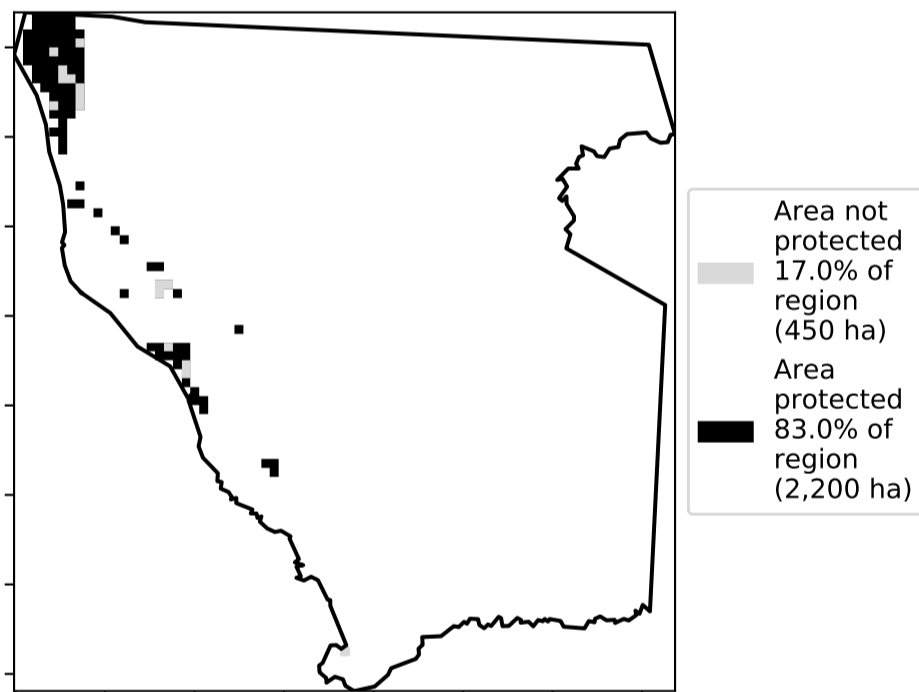 Area not
protected
17.0% of
region
(450 ha)
Area
protected
83.0% of
region
(2,200 ha)